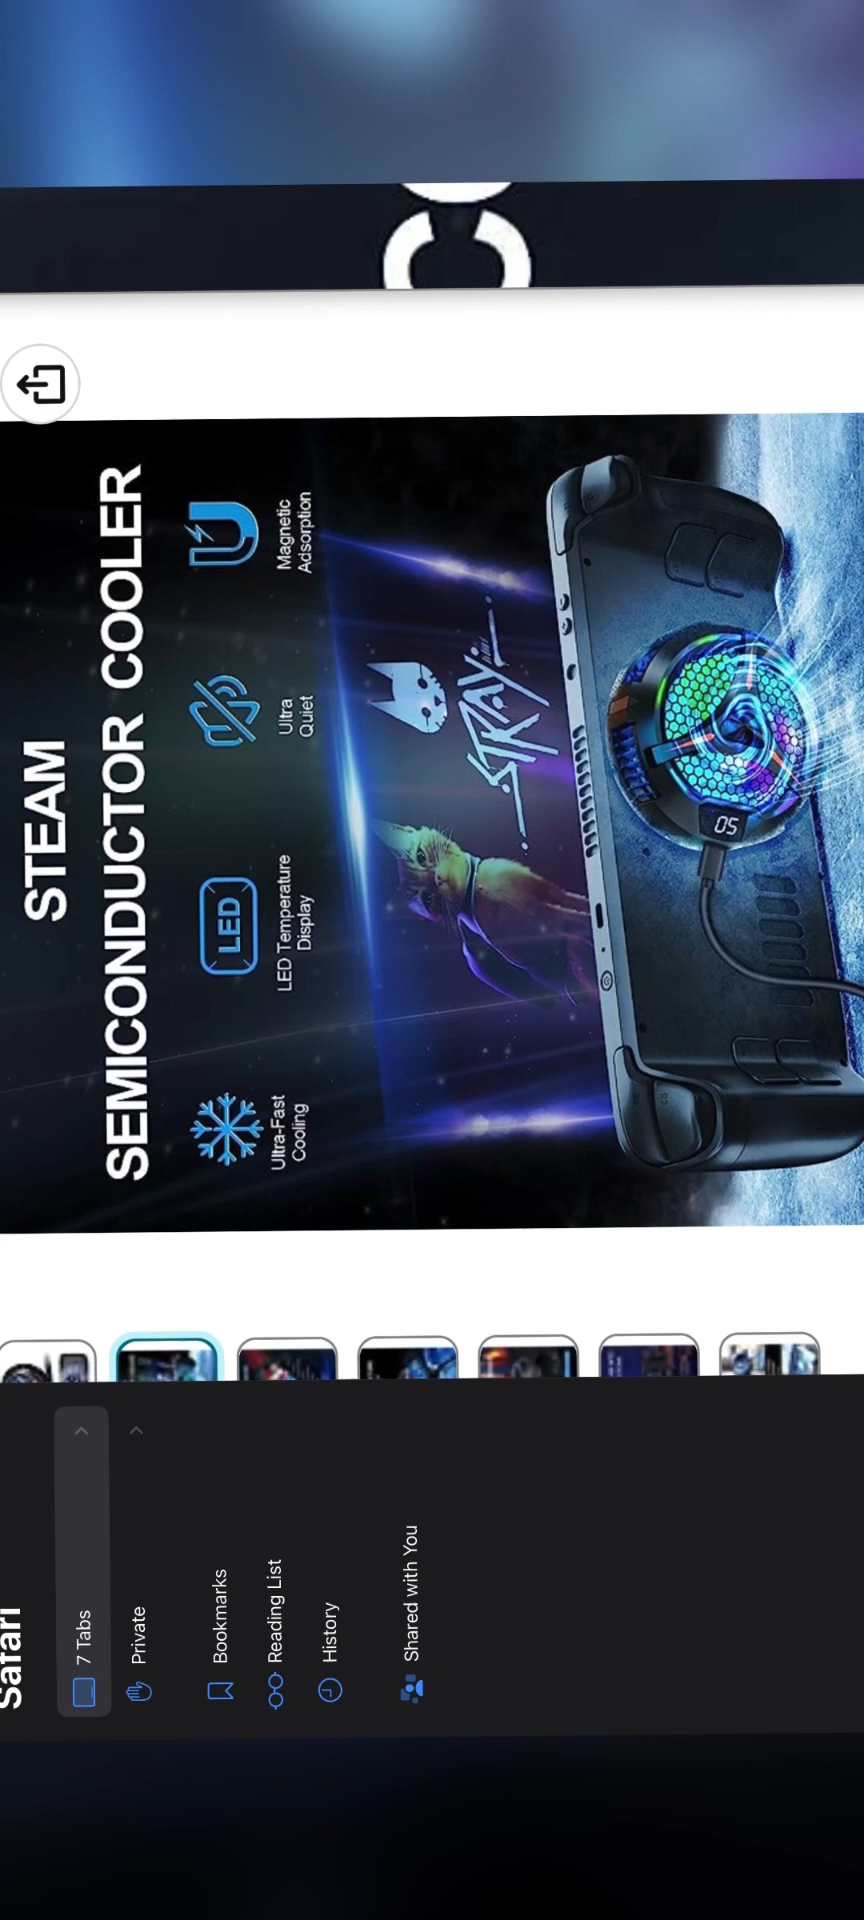 STEAM
SEMICONDUCTOR COOLER
Ultra-Fast
Cooling
LED
LED Temperature
Display
Ultra
Quiet
Magnetic
Adsorption
STRAY
05
Safari
7 Tabs
Private
Bookmarks
Reading List
History
Shared with You